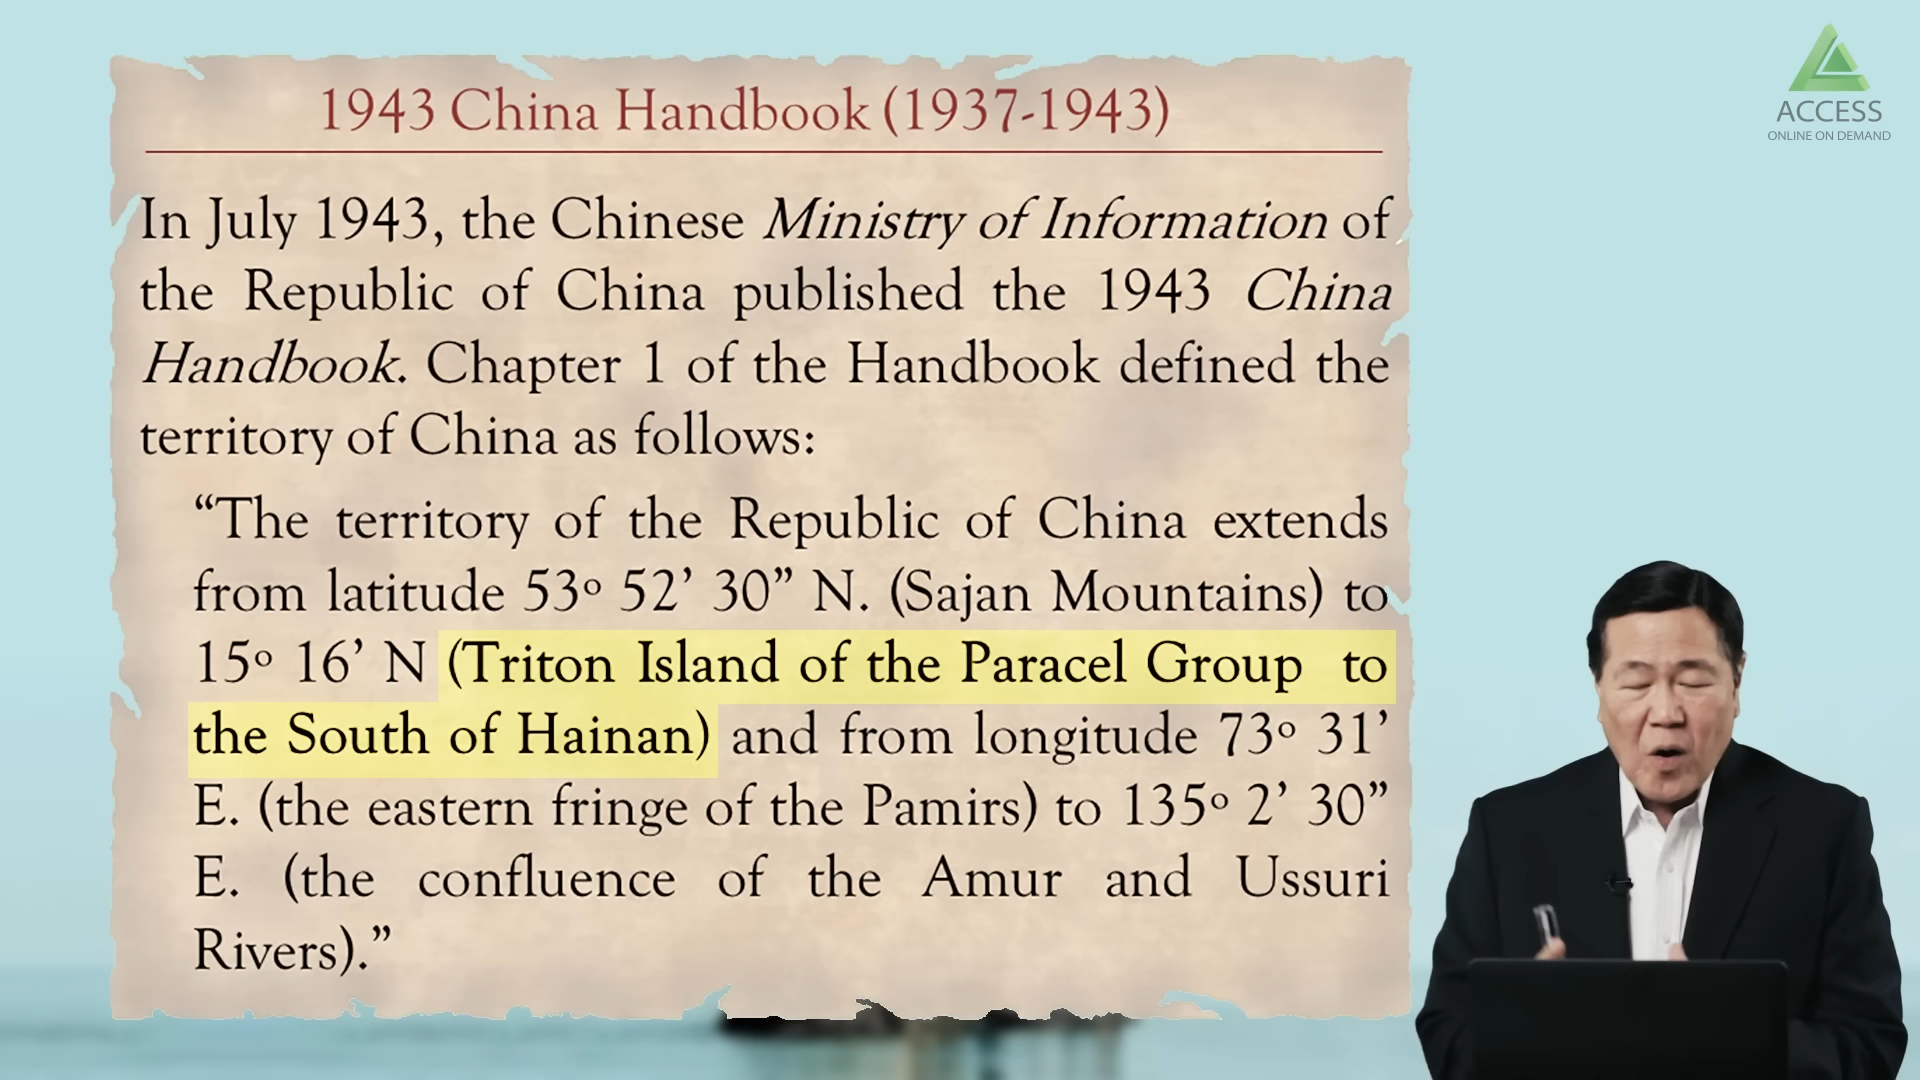 1943 China Handbook (1937-1943)
In July 1943, the Chinese Ministry of Information of
the Republic of China published the 1943 China
Handbook. Chapter 1 of the Handbook defined the
territory of China as follows:
“The territory of the Republic of China extends
from latitude 53º 52’ 30” N. (Sajan Mountains) to
15º 16’ N (Triton Island of the Paracel Group to
the South of Hainan) and from longitude 73º 31’
E. (the eastern fringe of the Pamirs) to 135º 2’ 30”
E. (the confluence of the Amur and Ussuri
Rivers).”
ACCESS
ONLINE ON DEMAND